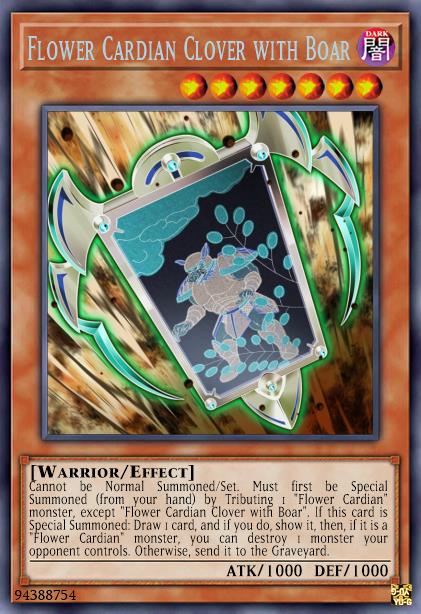 FLOWER CARDIAN CLOVER WITH BOAR
DARK
闇
[WARRIOR/EFFECT]
Cannot be Normal Summoned/Set. Must first be Special
Summoned (from your hand) by Tributing 1 "Flower Cardian"
monster, except "Flower Cardian Clover with Boar". If this card is
Special Summoned: Draw 1 card, and if you do, show it, then, if it is a
"Flower Cardian" monster, you can destroy 1 monster your
opponent controls. Otherwise, send it to the Graveyard.
ATK/1000 DEF/1000
94388754